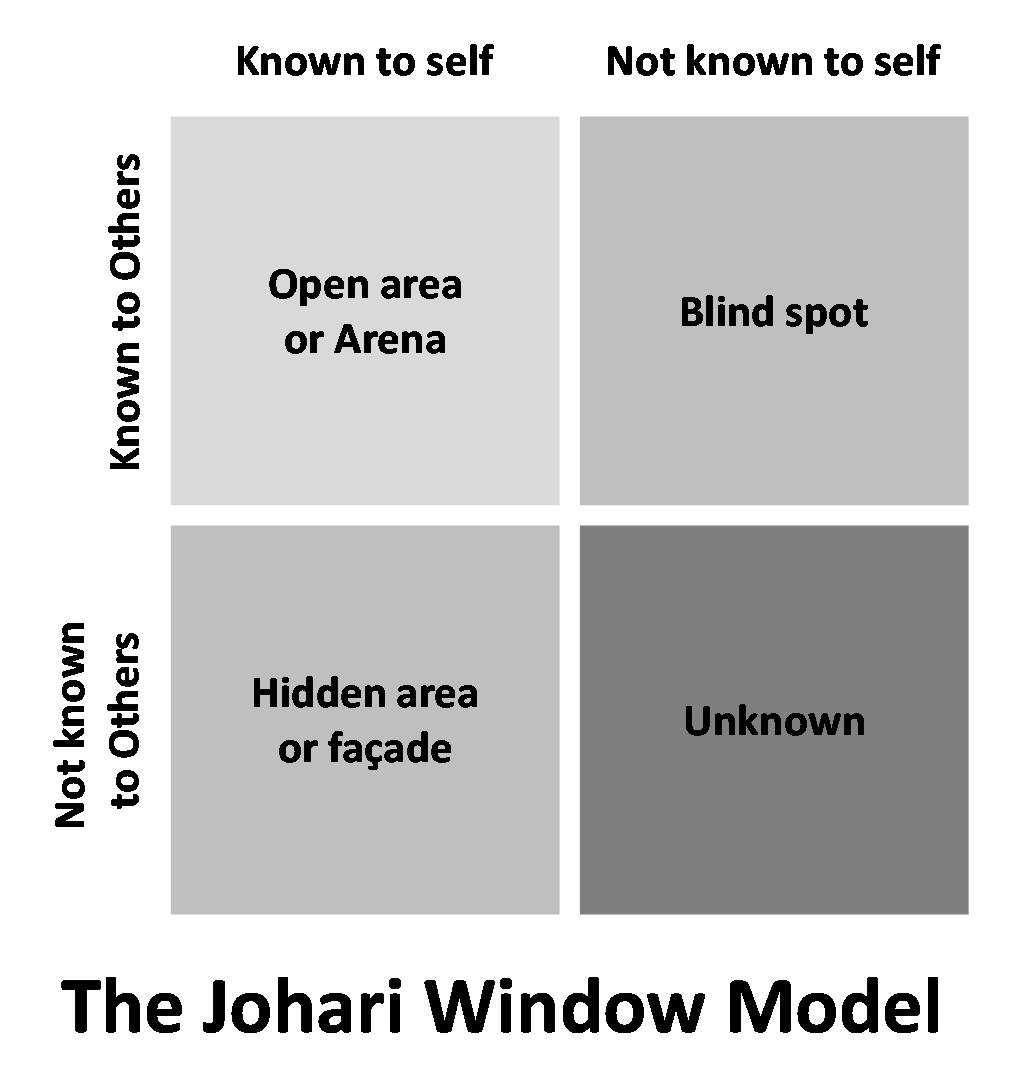 Known to self
Not known to self
Known to Others
Open area
or Arena
Blind spot
Not known
to Others
Hidden area
or façade
Unknown
The Johari Window Model